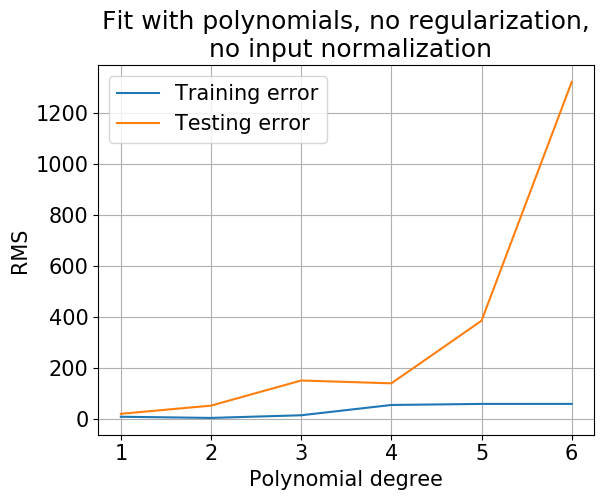 Fit with polynomials, no regularization,
no input normalization
Training error
Testing error
1200
1000
800
600
400
200
0
RMS
1 2 3 4 5 6
Polynomial degree